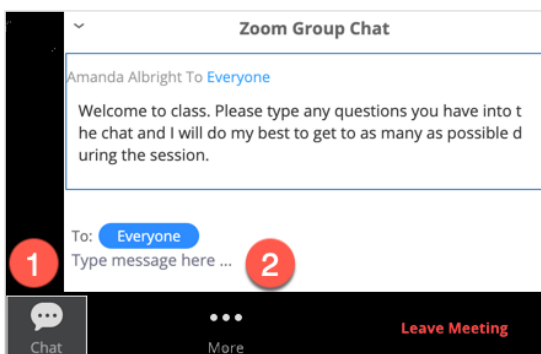 Zoom Group Chat
Amanda Albright To Everyone
Welcome to class. Please type any questions you have into t
he chat and I will do my best to get to as many as possible d
uring the session.
To: Everyone
Type message here ...
1
2
Chat
More
Leave Meeting